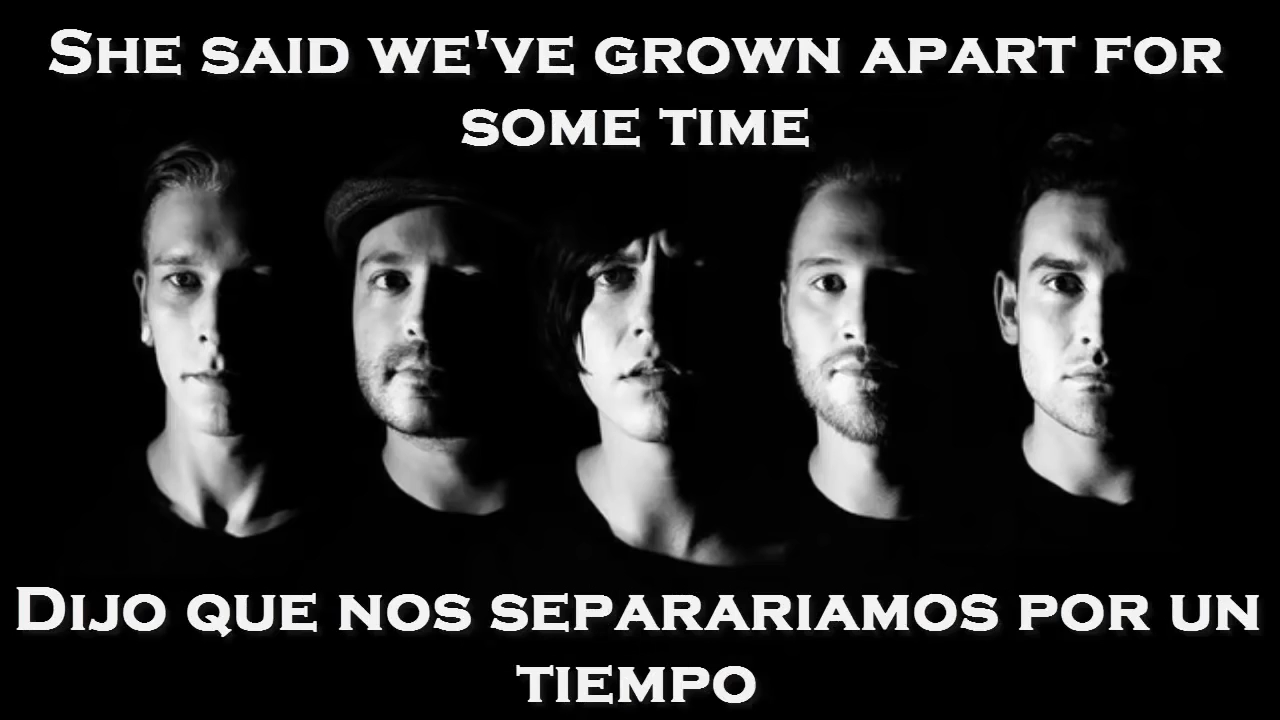 She said we've grown apart for
some time
Dijo que nos separariamos por un
tiempo